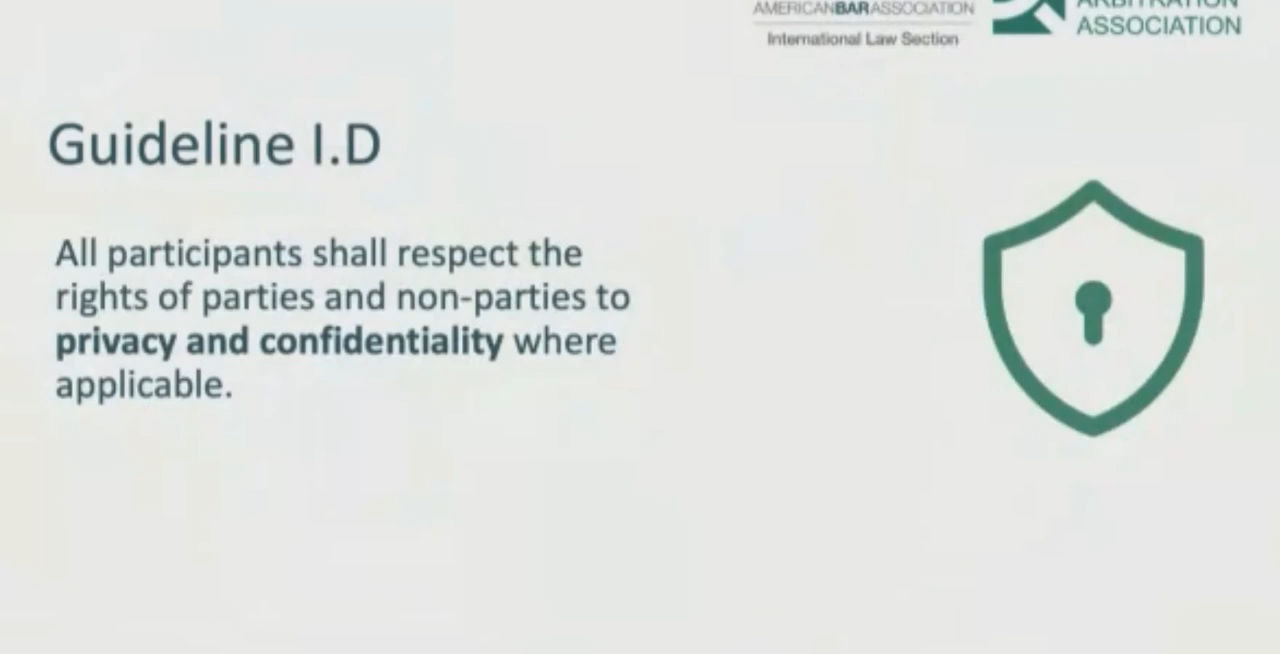 AMERICANBARASSOCIATION
International Law Section
ARBITRATION
ASSOCIATION
Guideline I.D
All participants shall respect the
rights of parties and non-parties to
privacy and confidentiality where
applicable.